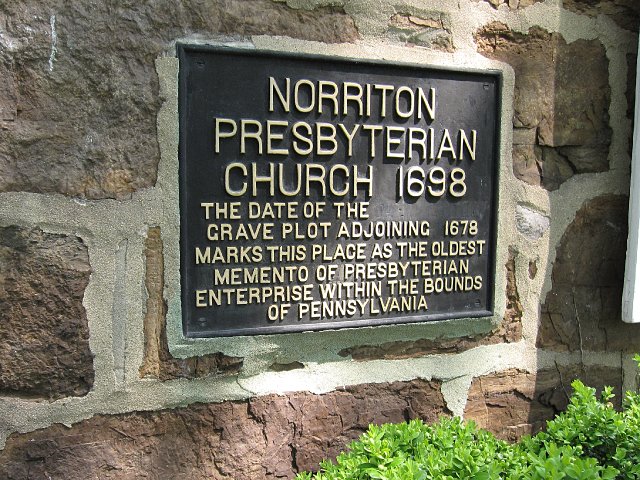 NORRITON
PRESBYTERIAN
CHURCH 1698
THE DATE OF THE
GRAVE PLOT ADJOINING 1678
MARKS THIS PLACE AS THE OLDEST
MEMENTO OF PRESBYTERIAN
ENTERPRISE WITHIN THE BOUNDS
OF PENNSYLVANIA